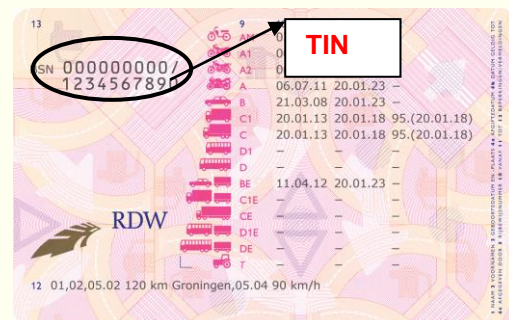 13
9
TIN
BSN 000000000/
1234567890
AM
A1
A2
A 06.07.11 20.01.23 –
B 21.03.08 20.01.23 –
C1 20.01.13 20.01.18 95.(20.01.18)
C 20.01.13 20.01.18 95.(20.01.18)
D1 – – –
D – – –
BE 11.04.12 20.01.23 –
C1E – – –
CE – – –
D1E – – –
DE – – –
T – – –
RDW
12 01,02,05.02 120 km Groningen,05.04 90 km/h